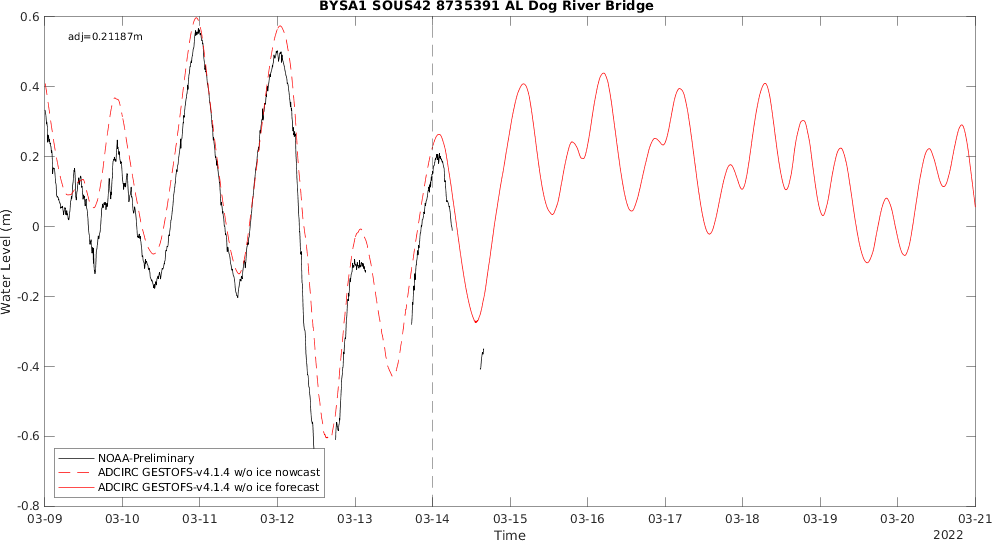 BYSA1 SOUS42 8735391 AL Dog River Bridge
adj=0.21187m
Water Level (m)
0.6
0.4
0.2
0
-0.2
-0.4
-0.6
-0.8
NOAA-Preliminary
ADCIRC GESTOFS-v4.1.4 w/o ice nowcast
ADCIRC GESTOFS-v4.1.4 w/o ice forecast
03-09 03-10 03-11 03-12 03-13 03-14 03-15 03-16 03-17 03-18 03-19 03-20 03-21
Time
2022